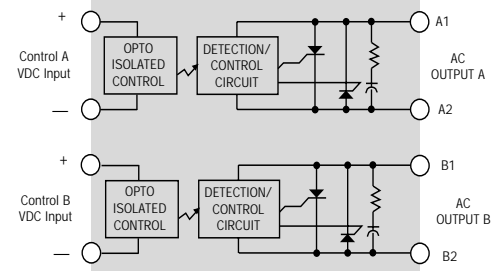 +
A1
Control A
VDC Input
OPTO
ISOLATED
CONTROL
DETECTION/
CONTROL
CIRCUIT
AC
OUTPUT A
—
A2
+
B1
Control B
VDC Input
OPTO
ISOLATED
CONTROL
DETECTION/
CONTROL
CIRCUIT
AC
OUTPUT B
—
B2